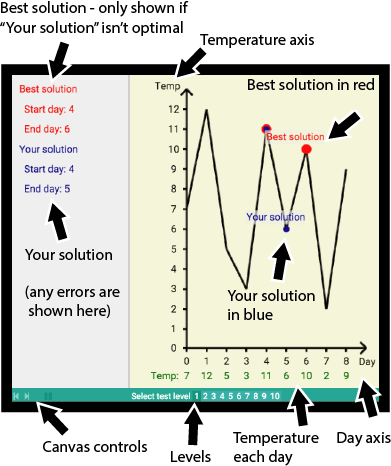 Best solution - only shown if
“Your solution” isn’t optimal
Temperature axis
Best solution
Start day: 4
End day: 6
Your solution
Start day: 4
End day: 5
Your solution
(any errors are
shown here)
Temp
Best solution in red
12
11
10
9
8
7
6
5
4
3
2
1
0
Best solution
Your solution
Your solution
in blue
0 1 2 3 4 5 6 7 8 Day
Temp: 7 12 5 3 11 6 10 2 9
Select test level 1 2 3 4 5 6 7 8 9 10
Canvas controls
Levels
Temperature
each day
Day axis